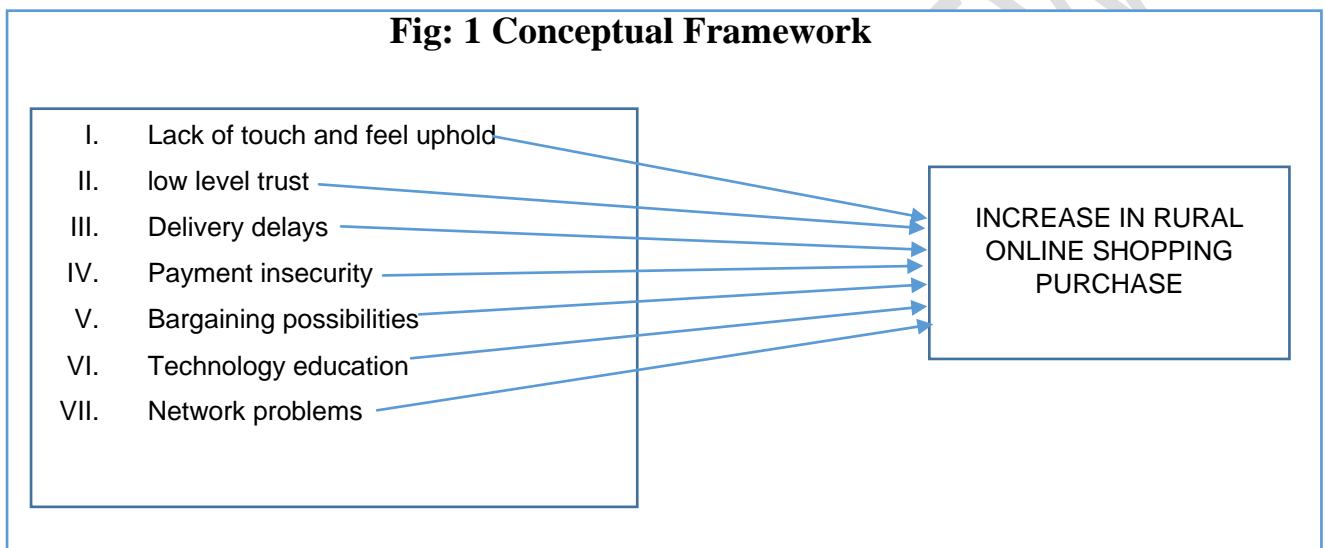 Fig: 1 Conceptual Framework
I. Lack of touch and feel uphold
II. low level trust
III. Delivery delays
IV. Payment insecurity
V. Bargaining possibilities
VI. Technology education
VII. Network problems
INCREASE IN RURAL
ONLINE SHOPPING
PURCHASE